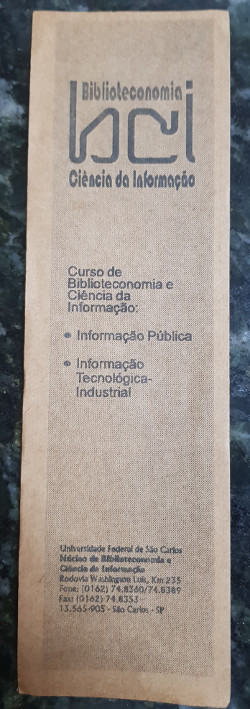 Biblioteconomia
bci
Ciência da Informação
Curso de
Biblioteconomia e
Ciência da
Informação:
• Informação Pública
• Informação
Tecnológica-
Industrial
Universidade Federal de São Carlos
Núcleo de Biblioteconomia e
Ciência da Informação
Rodovia Washington Luís, Km 235
Fone: (0162) 74.8360/74.8389
Fax: (0162) 74.8353
13.565-905 - São Carlos - SP